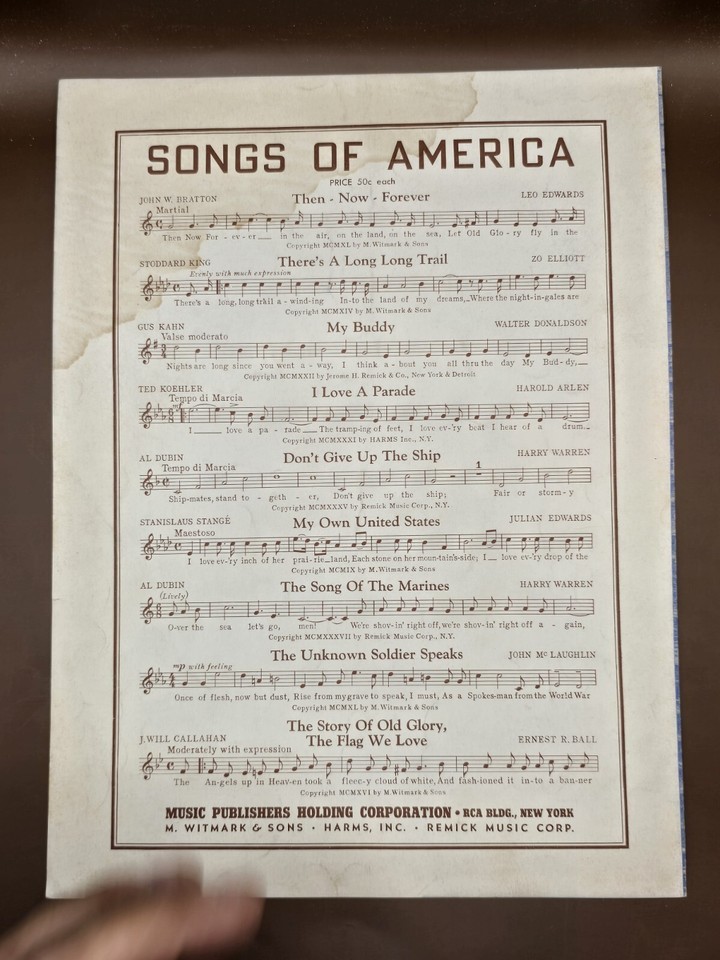 SONGS OF AMERICA
PRICE 50c each
JOHN W. BRATTON Then - Now - Forever LEO EDWARDS
Martial
Then Now For - ev - er in the air, on the land, on the sea, Let Old Glo - ry fly in the
Copyright MCMXL by M. Witmark & Sons
STODDARD KING There's A Long Long Trail ZO ELLIOTT
Evenly with much expression
There's a long, long trail a - wind-ing In-to the land of my dreams, Where the night-in-gales are
Copyright MCMXIV by M. Witmark & Sons
GUS KAHN My Buddy WALTER DONALDSON
Valse moderato
Nights are long since you went a - way, I think a - bout you all thru the day My Bud-dy,
Copyright MCMXXII by Jerome H. Remick & Co., New York & Detroit
TED KOEHLER I Love A Parade HAROLD ARLEN
Tempo di Marcia
mf
I love a pa - rade The tramp-ing of feet, I love ev-'ry beat I hear of a drum.
Copyright MCMXXXI by HARMS Inc., N.Y.
AL DUBIN Don't Give Up The Ship HARRY WARREN
Tempo di Marcia 1
Ship-mates, stand to - geth - er, Don't give up the ship; Fair or storm-y
Copyright MCMXXXV by Remick Music Corp., N.Y.
STANISLAUS STANGÉ My Own United States JULIAN EDWARDS
Maestoso
I love ev-'ry inch of her prai-rie land, Each stone on her moun-tain's-side; I love ev-'ry drop of the
Copyright MCMIX by M. Witmark & Sons
AL DUBIN The Song Of The Marines HARRY WARREN
(Lively)
O-ver the sea let's go, men! We're shov-in' right off, we're shov-in' right off a - gain,
Copyright MCMXXXVII by Remick Music Corp., N.Y.
The Unknown Soldier Speaks JOHN Mc LAUGHLIN
mp with feeling
Once of flesh, now but dust, Rise from my grave to speak, I must, As a Spokes-man from the World War
Copyright MCMXL by M. Witmark & Sons
The Story Of Old Glory,
J. WILL CALLAHAN The Flag We Love ERNEST R. BALL
Moderately with expression
The An-gels up in Heav-en took a fleec-y cloud of white, And fash-ioned it in-to a ban-ner
Copyright MCMXVI by M. Witmark & Sons
MUSIC PUBLISHERS HOLDING CORPORATION • RCA BLDG., NEW YORK
M. WITMARK & SONS · HARMS, INC. · REMICK MUSIC CORP.